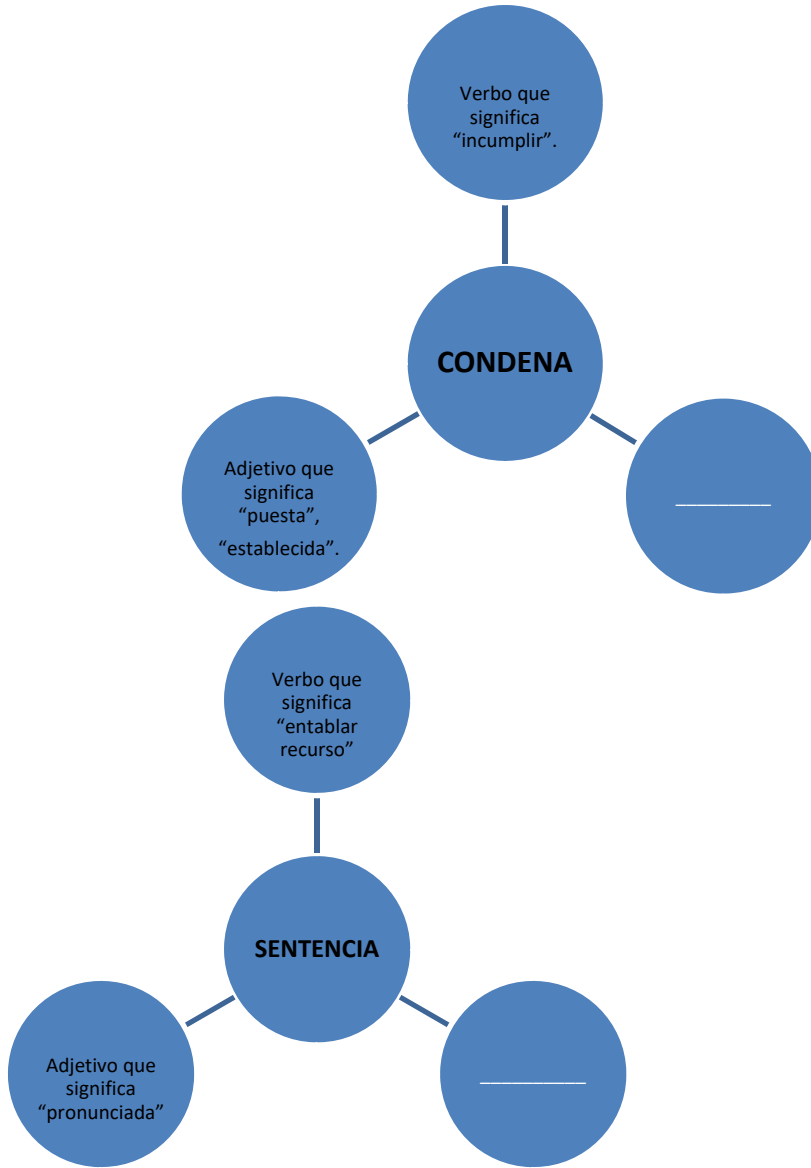 Verbo que
significa
“incumplir”.
CONDENA
Adjetivo que
significa
“puesta”,
“establecida”.
_________
Verbo que
significa
“entablar
recurso”
SENTENCIA
Adjetivo que
significa
“pronunciada”
__________